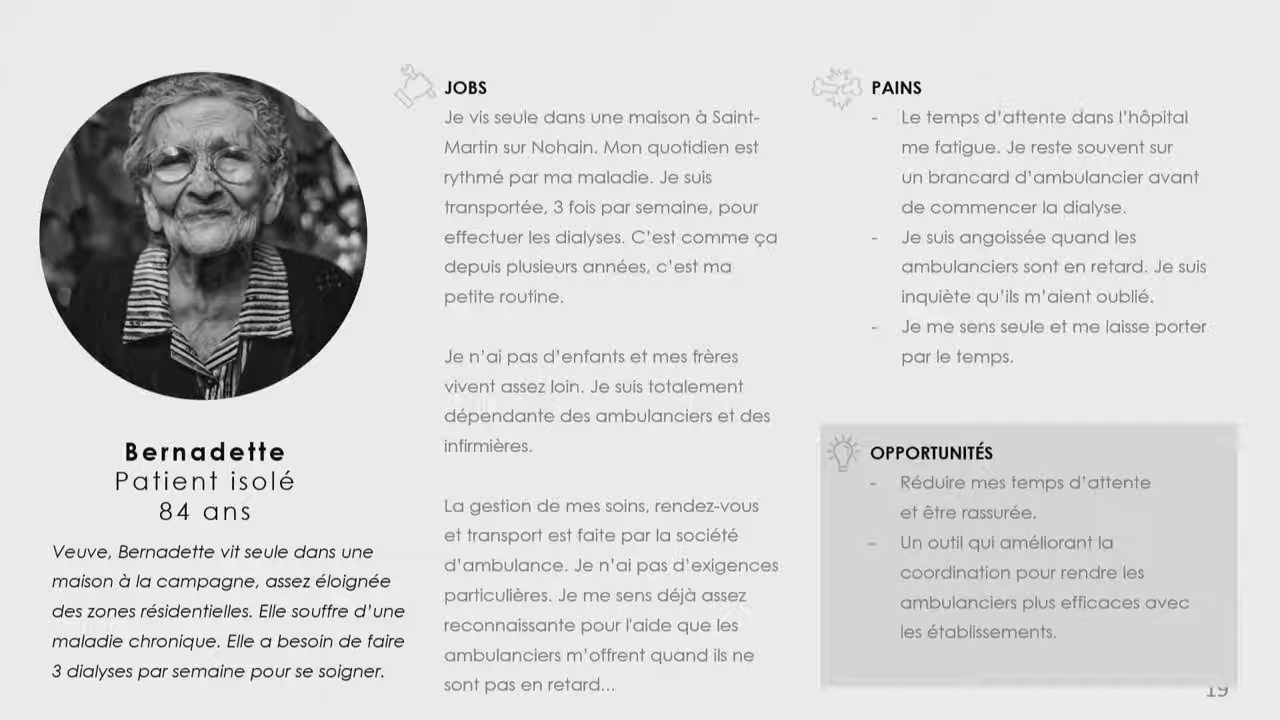 Bernadette
Patient isolé
84 ans
Veuve, Bernadette vit seule dans une
maison à la campagne, assez éloignée
des zones résidentielles. Elle souffre d’une
maladie chronique. Elle a besoin de faire
3 dialyses par semaine pour se soigner.
JOBS
Je vis seule dans une maison à Saint-
Martin sur Nohain. Mon quotidien est
rythmé par ma maladie. Je suis
transportée, 3 fois par semaine, pour
effectuer les dialyses. C’est comme ça
depuis plusieurs années, c’est ma
petite routine.
Je n’ai pas d’enfants et mes frères
vivent assez loin. Je suis totalement
dépendante des ambulanciers et des
infirmières.
La gestion de mes soins, rendez-vous
et transport est faite par la société
d’ambulance. Je n’ai pas d’exigences
particulières. Je me sens déjà assez
reconnaissante pour l'aide que les
ambulanciers m’offrent quand ils ne
sont pas en retard...
PAINS
- Le temps d’attente dans l’hôpital
me fatigue. Je reste souvent sur
un brancard d’ambulancier avant
de commencer la dialyse.
- Je suis angoissée quand les
ambulanciers sont en retard. Je suis
inquiète qu’ils m’aient oublié.
- Je me sens seule et me laisse porter
par le temps.
OPPORTUNITÉS
- Réduire mes temps d’attente
et être rassurée.
- Un outil qui améliorant la
coordination pour rendre les
ambulanciers plus efficaces avec
les établissements.
19